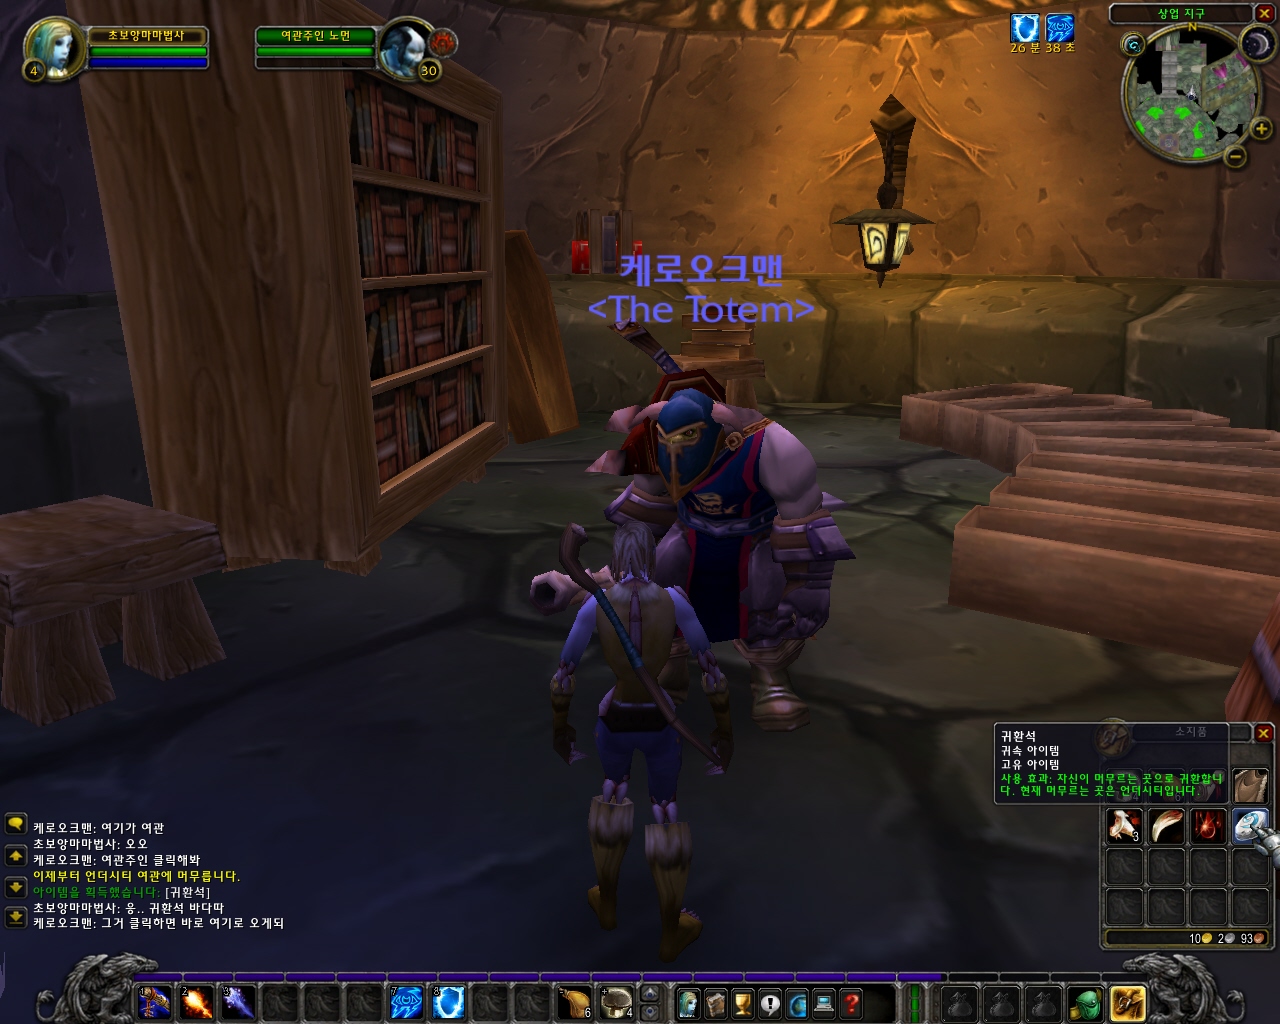 초보앙마마법사
4
여관주인 노먼
30
26 분 38 초
상업 지구
N
케로오크맨
<The Totem>
귀환석
귀속 아이템
고유 아이템
사용 효과: 자신이 머무르는 곳으로 귀환합니
다. 현재 머무르는 곳은 언더시티입니다.
소지품
3
10 2 93
케로오크맨: 여기가 여관
초보앙마마법사: 오오
케로오크맨: 여관주인 클릭해봐
이제부터 언더시티 여관에 머무릅니다.
아이템을 획득했습니다: [귀환석]
초보앙마마법사: 응.. 귀환석 바다따
케로오크맨: 그거 클릭하면 바로 여기로 오게되
1 2 3 7 8 - 6 + 4